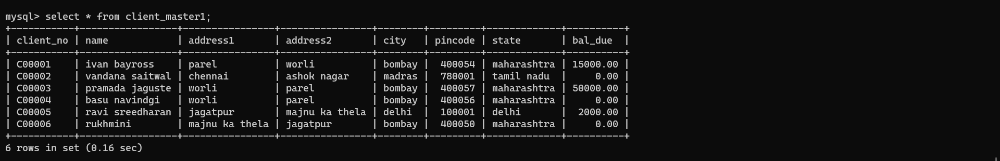 mysql> select * from client_master1;
+-----------+-----------------+----------------+----------------+--------+---------+-------------+----------+
| client_no | name            | address1       | address2       | city   | pincode | state       | bal_due  |
+-----------+-----------------+----------------+----------------+--------+---------+-------------+----------+
| C00001    | ivan bayross    | parel          | worli          | bombay |  400054 | maharashtra | 15000.00 |
| C00002    | vandana saitwal | chennai        | ashok nagar    | madras |  780001 | tamil nadu  |     0.00 |
| C00003    | pramada jaguste | worli          | parel          | bombay |  400057 | maharashtra | 50000.00 |
| C00004    | basu navindgi   | worli          | parel          | bombay |  400056 | maharashtra |     0.00 |
| C00005    | ravi sreedharan | jagatpur       | majnu ka thela | delhi  |  100001 | delhi       |  2000.00 |
| C00006    | rukhmini        | majnu ka thela | jagatpur       | bombay |  400050 | maharashtra |     0.00 |
+-----------+-----------------+----------------+----------------+--------+---------+-------------+----------+
6 rows in set (0.16 sec)